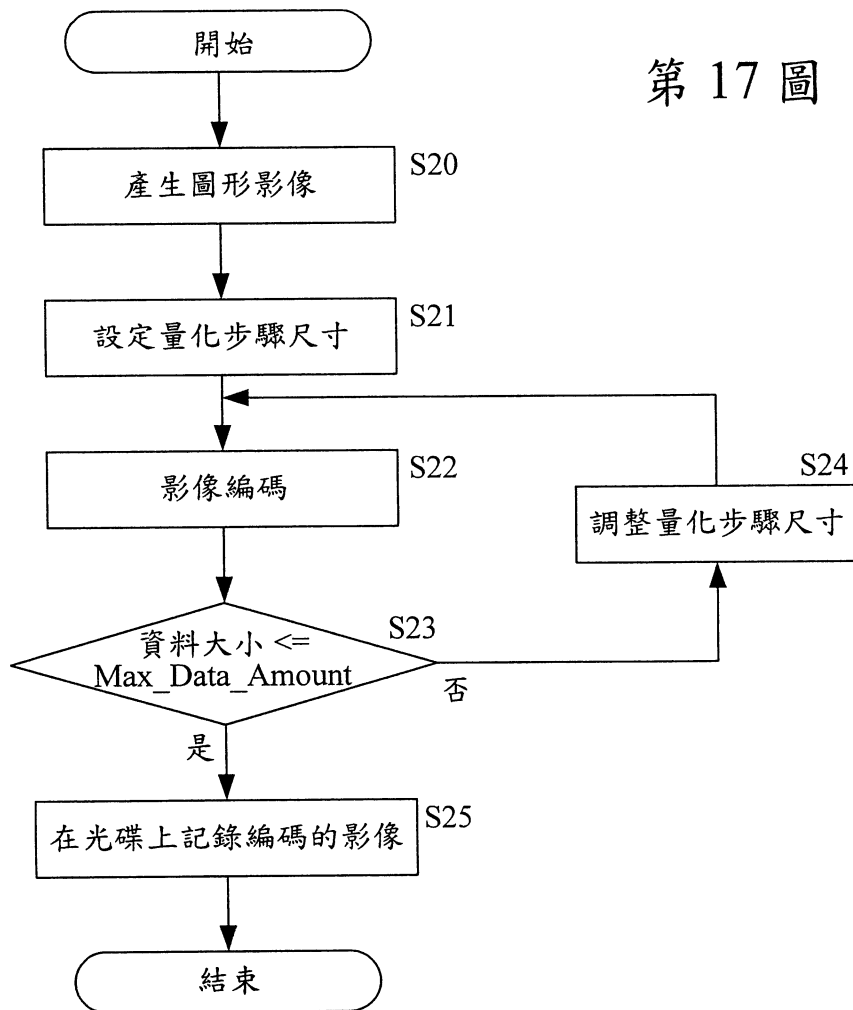 開始
第 17 圖
S20
產生圖形影像
S21
設定量化步驟尺寸
S22
影像編碼
S24
調整量化步驟尺寸
S23
資料大小 <=
Max_Data_Amount
否
是
S25
在光碟上記錄編碼的影像
結束